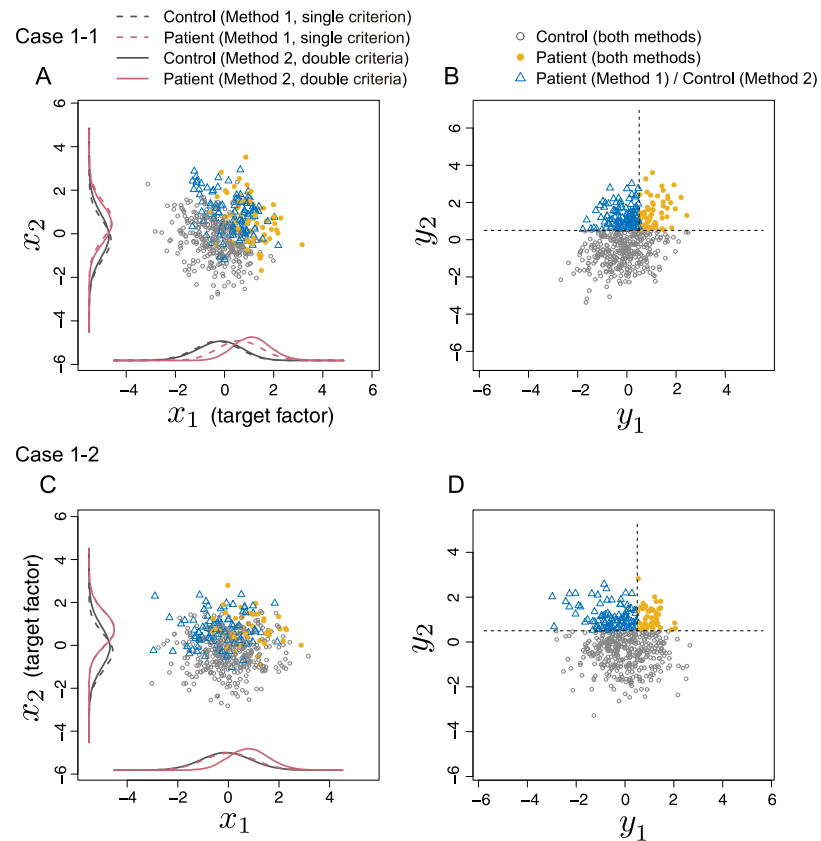 Case 1-1
Control (Method 1, single criterion)
Patient (Method 1, single criterion)
Control (Method 2, double criteria)
Patient (Method 2, double criteria)
Control (both methods)
Patient (both methods)
Patient (Method 1) / Control (Method 2)
A
6
4
2
0
−2
−4
−6
x2
−4 −2 0 2 4 6
x1 (target factor)
B
6
4
2
0
−2
−4
−6
y2
−6 −4 −2 0 2 4
y1
Case 1-2
C
6
4
2
0
−2
−4
−6
x2 (target factor)
−4 −2 0 2 4 6
x1
D
4
2
0
−2
−4
−6
y2
−6 −4 −2 0 2 4 6
y1